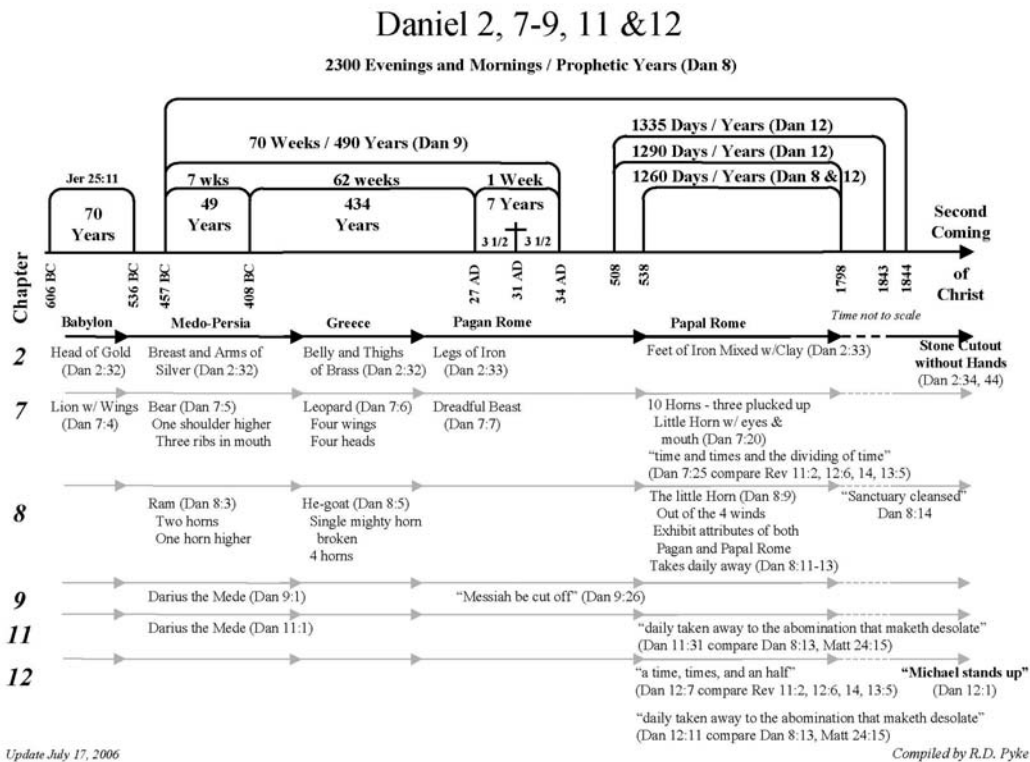 Daniel 2, 7-9, 11 &12
2300 Evenings and Mornings / Prophetic Years (Dan 8)
1335 Days / Years (Dan 12)
70 Weeks / 490 Years (Dan 9)
1290 Days / Years (Dan 12)
Jer 25:11
7 wks
62 weeks
1 Week
1260 Days / Years (Dan 8 & 12)
70
Years
49
Years
434
Years
7 Years
3 1/2
3 1/2
Second
Coming
of
Christ
606 BC
536 BC
457 BC
408 BC
27 AD
31 AD
34 AD
508
538
1798
1843
1844
Time not to scale
Chapter
Babylon
Medo-Persia
Greece
Pagan Rome
Papal Rome
2
Head of Gold
(Dan 2:32)
Breast and Arms of
Silver (Dan 2:32)
Belly and Thighs
of Brass (Dan 2:32)
Legs of Iron
(Dan 2:33)
Feet of Iron Mixed w/Clay (Dan 2:33)
Stone Cutout
without Hands
(Dan 2:34, 44)
7
Lion w/ Wings
(Dan 7:4)
Bear (Dan 7:5)
One shoulder higher
Three ribs in mouth
Leopard (Dan 7:6)
Four wings
Four heads
Dreadful Beast
(Dan 7:7)
10 Horns - three plucked up
Little Horn w/ eyes &
mouth (Dan 7:20)
“time and times and the dividing of time”
(Dan 7:25 compare Rev 11:2, 12:6, 14, 13:5)
8
Ram (Dan 8:3)
Two horns
One horn higher
He-goat (Dan 8:5)
Single mighty horn
broken
4 horns
The little Horn (Dan 8:9)
Out of the 4 winds
Exhibit attributes of both
Pagan and Papal Rome
Takes daily away (Dan 8:11-13)
“Sanctuary cleansed”
Dan 8:14
9
Darius the Mede (Dan 9:1)
“Messiah be cut off” (Dan 9:26)
11
Darius the Mede (Dan 11:1)
“daily taken away to the abomination that maketh desolate”
(Dan 11:31 compare Dan 8:13, Matt 24:15)
12
“a time, times, and an half”
(Dan 12:7 compare Rev 11:2, 12:6, 14, 13:5)
“Michael stands up”
(Dan 12:1)
“daily taken away to the abomination that maketh desolate”
(Dan 12:11 compare Dan 8:13, Matt 24:15)
Update July 17, 2006
Compiled by R.D. Pyke